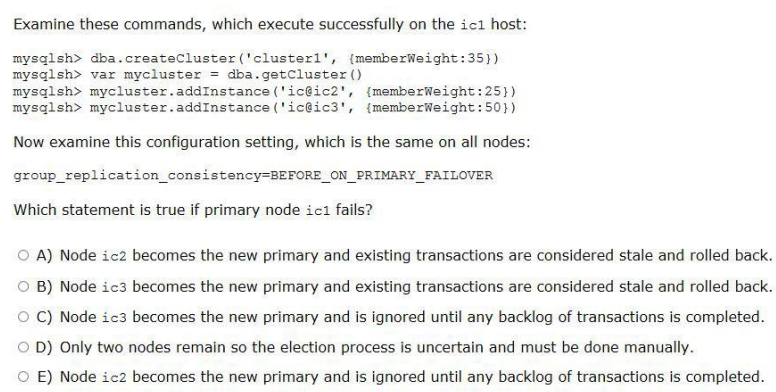 Examine these commands, which execute successfully on the ic1 host:
mysqlsh> dba.createCluster('cluster1', {memberWeight:35})
mysqlsh> var mycluster = dba.getCluster()
mysqlsh> mycluster.addInstance('ic@ic2', {memberWeight:25})
mysqlsh> mycluster.addInstance('ic@ic3', {memberWeight:50})
Now examine this configuration setting, which is the same on all nodes:
group_replication_consistency=BEFORE_ON_PRIMARY_FAILOVER
Which statement is true if primary node ic1 fails?
A) Node ic2 becomes the new primary and existing transactions are considered stale and rolled back.
B) Node ic3 becomes the new primary and existing transactions are considered stale and rolled back.
C) Node ic3 becomes the new primary and is ignored until any backlog of transactions is completed.
D) Only two nodes remain so the election process is uncertain and must be done manually.
E) Node ic2 becomes the new primary and is ignored until any backlog of transactions is completed.